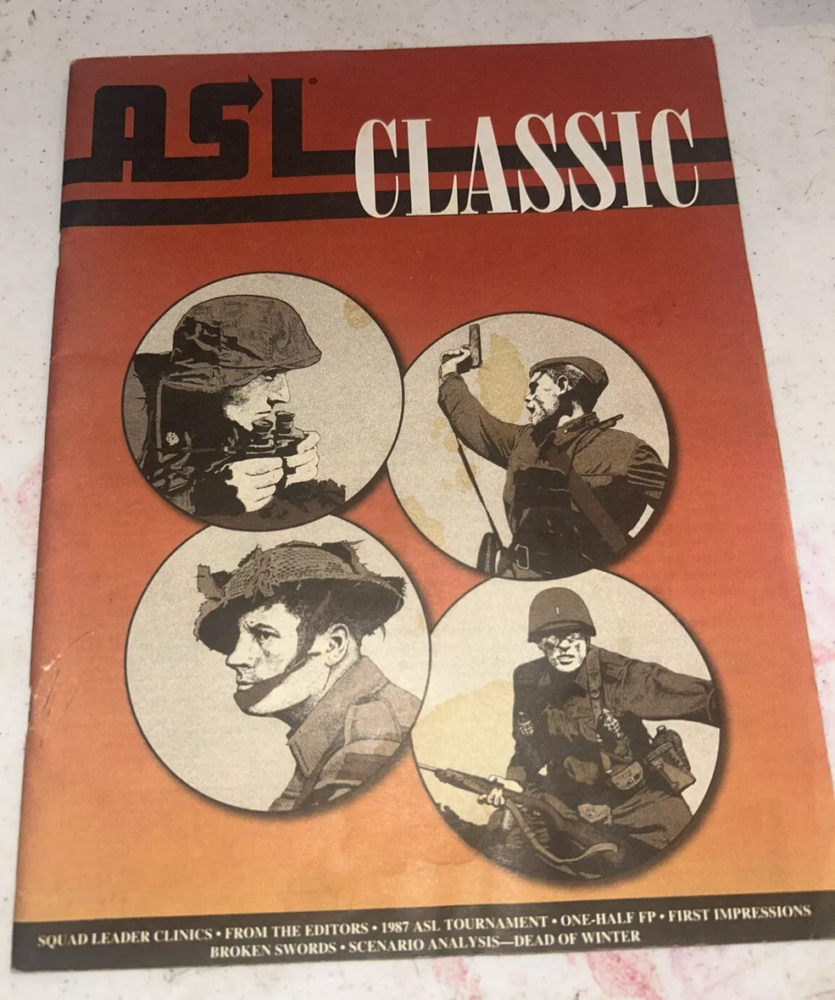 ASL
CLASSIC
SQUAD LEADER CLINICS • FROM THE EDITORS • 1987 ASL TOURNAMENT • ONE-HALF FP • FIRST IMPRESSIONS
BROKEN SWORDS • SCENARIO ANALYSIS—DEAD OF WINTER